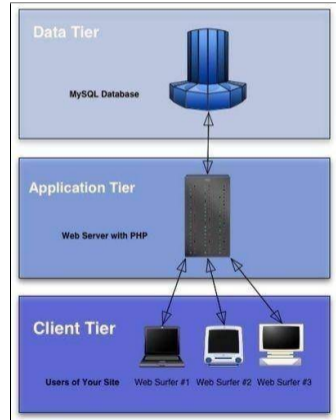 Data Tier
MySQL Database
Application Tier
Web Server with PHP
Client Tier
Users of Your Site
Web Surfer #1
Web Surfer #2
Web Surfer #3